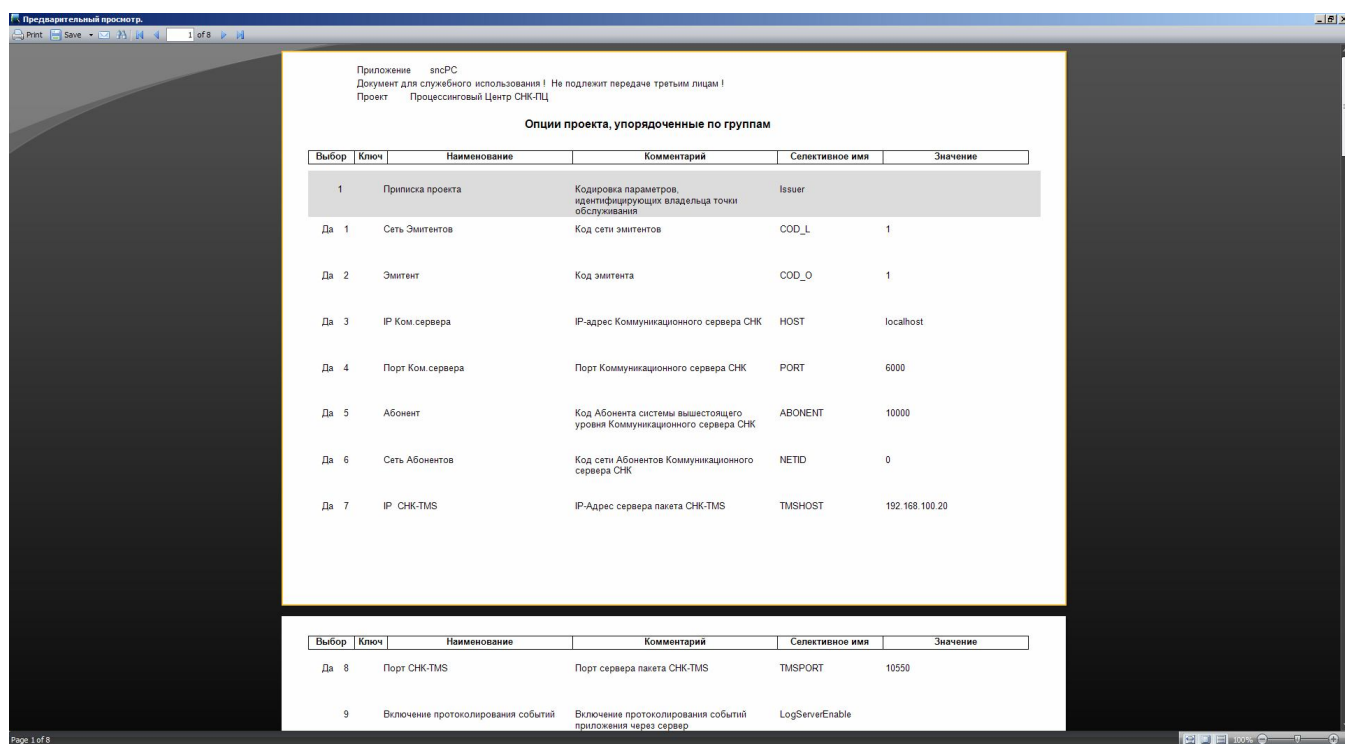 Предварительный просмотр.
Print Save 1 of 8
Приложение sncPC
Документ для служебного использования ! Не подлежит передаче третьим лицам !
Проект Процессинговый Центр СНК-ПЦ
Опции проекта, упорядоченные по группам
Выбор Ключ Наименование Комментарий Селективное имя Значение
1 Приписка проекта Кодировка параметров, Issuer
идентифицирующих владельца точки
обслуживания
Да 1 Сеть Эмитентов Код сети эмитентов COD_L 1
Да 2 Эмитент Код эмитента COD_O 1
Да 3 IP Ком.сервера IP-адрес Коммуникационного сервера СНК HOST localhost
Да 4 Порт Ком.сервера Порт Коммуникационного сервера СНК PORT 6000
Да 5 Абонент Код Абонента системы вышестоящего ABONENT 10000
уровня Коммуникационного сервера СНК
Да 6 Сеть Абонентов Код сети Абонентов Коммуникационного NETID 0
сервера СНК
Да 7 IP СНК-TMS IP-Адрес сервера пакета СНК-TMS TMSHOST 192.168.100.20
Выбор Ключ Наименование Комментарий Селективное имя Значение
Да 8 Порт СНК-TMS Порт сервера пакета СНК-TMS TMSPORT 10550
9 Включение протоколирования событий Включение протоколирования событий LogServerEnable
приложения через сервер
Page 1 of 8 100%